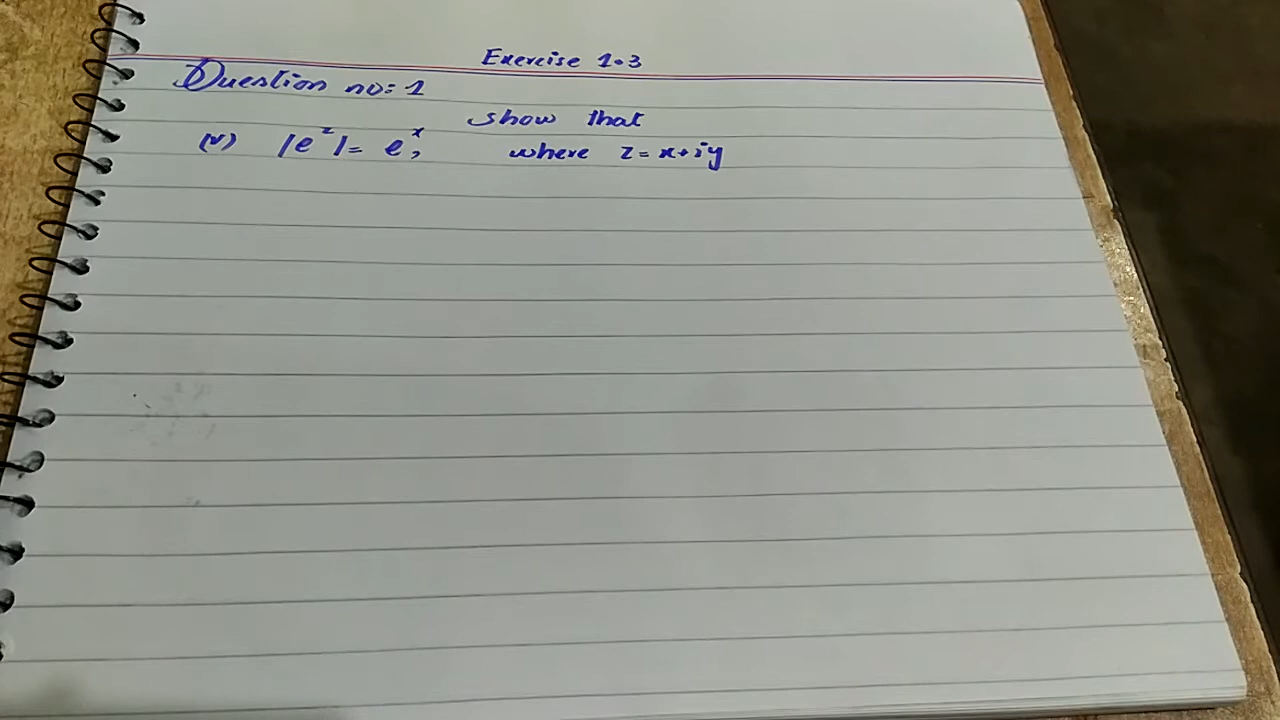 Exercise 1.3
Question no:1
show that
(v) |e^z| = e^x, where z = x+iy